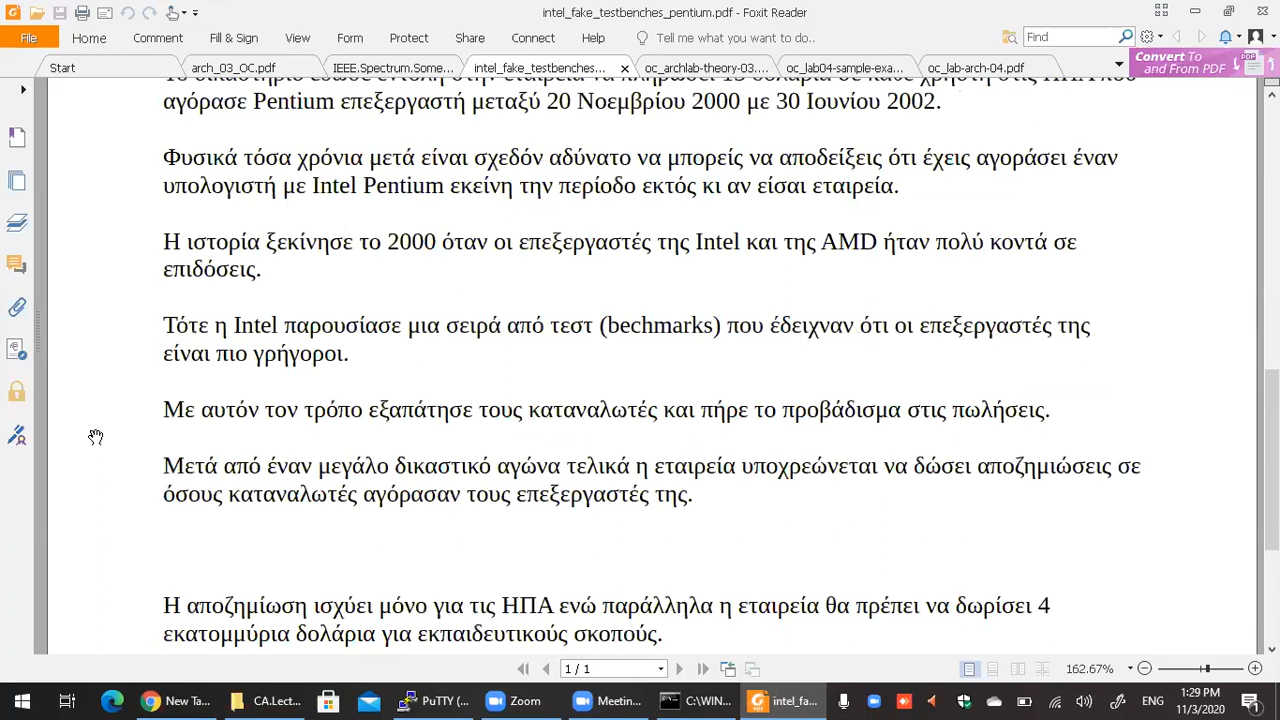 intel_fake_testbenches_pentium.pdf - Foxit Reader
File Home Comment Fill & Sign View Form Protect Share Connect Help Tell me what you want to do.. Find
Start arch_03_OC.pdf IEEE.Spectrum.Some... intel_fake_testbenches... oc_archlab-theory-03.... oc_lab04-sample-exa... oc_lab-arch-04.pdf Convert To and From PDF
αγόρασε Pentium επεξεργαστή μεταξύ 20 Νοεμβρίου 2000 με 30 Ιουνίου 2002.
Φυσικά τόσα χρόνια μετά είναι σχεδόν αδύνατο να μπορείς να αποδείξεις ότι έχεις αγοράσει έναν
υπολογιστή με Intel Pentium εκείνη την περίοδο εκτός κι αν είσαι εταιρεία.
Η ιστορία ξεκίνησε το 2000 όταν οι επεξεργαστές της Intel και της AMD ήταν πολύ κοντά σε
επιδόσεις.
Τότε η Intel παρουσίασε μια σειρά από τεστ (bechmarks) που έδειχναν ότι οι επεξεργαστές της
είναι πιο γρήγοροι.
Με αυτόν τον τρόπο εξαπάτησε τους καταναλωτές και πήρε το προβάδισμα στις πωλήσεις.
Μετά από έναν μεγάλο δικαστικό αγώνα τελικά η εταιρεία υποχρεώνεται να δώσει αποζημιώσεις σε
όσους καταναλωτές αγόρασαν τους επεξεργαστές της.
Η αποζημίωση ισχύει μόνο για τις ΗΠΑ ενώ παράλληλα η εταιρεία θα πρέπει να δωρίσει 4
εκατομμύρια δολάρια για εκπαιδευτικούς σκοπούς.
1 / 1 162.67%
New Ta... CA.Lect... PuTTY (... Zoom Meetin... C:\WIN... intel_fa... ENG 1:29 PM
11/3/2020